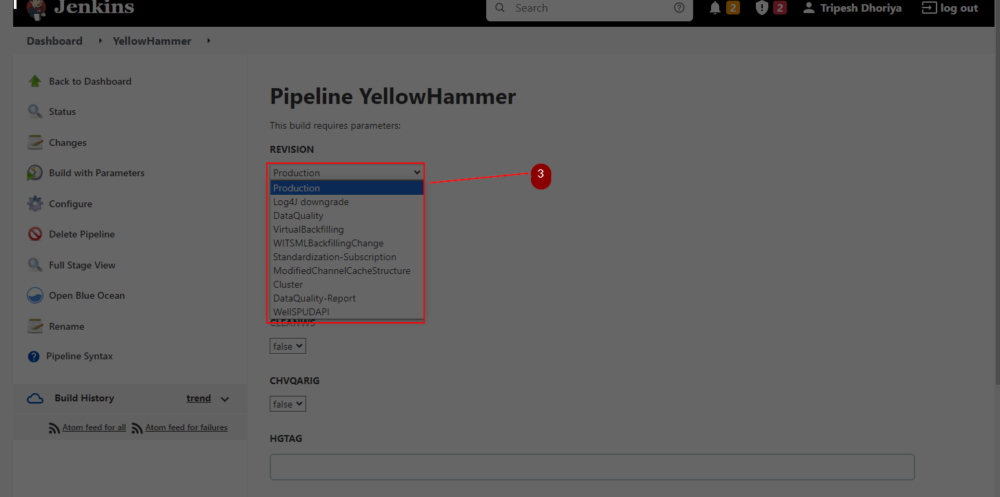 Jenkins
Search
2
2
Tripesh Dhoriya
log out
Dashboard
YellowHammer
Back to Dashboard
Status
Changes
Build with Parameters
Configure
Delete Pipeline
Full Stage View
Open Blue Ocean
Rename
Pipeline Syntax
Build History
trend
Atom feed for all
Atom feed for failures
Pipeline YellowHammer
This build requires parameters:
REVISION
Production
Production
Log4J downgrade
DataQuality
VirtualBackfilling
WITSMLBackfillingChange
Standardization-Subscription
ModifiedChannelCacheStructure
Cluster
DataQuality-Report
WellSPUDAPI
3
CLEANWS
false
CHVQARIG
false
HGTAG